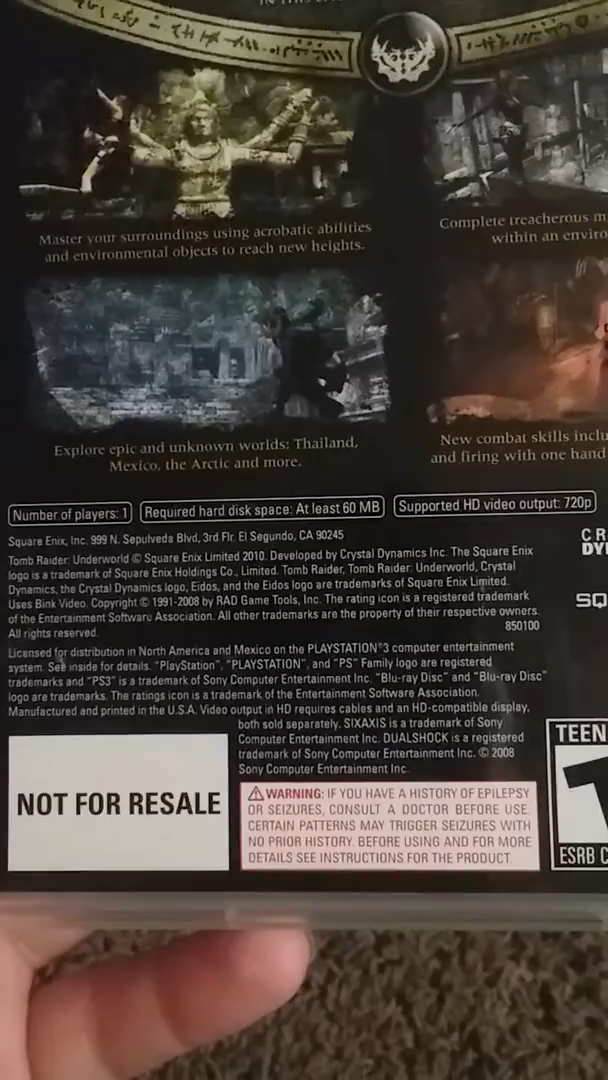 Master your surroundings using acrobatic abilities
and environmental objects to reach new heights.
Complete treacherous m
within an enviro
Explore epic and unknown worlds: Thailand,
Mexico, the Arctic and more.
New combat skills inclu
and firing with one hand
Number of players: 1
Required hard disk space: At least 60 MB
Supported HD video output: 720p
Square Enix, Inc. 999 N. Sepulveda Blvd, 3rd Flr. El Segundo, CA 90245
Tomb Raider: Underworld © Square Enix Limited 2010. Developed by Crystal Dynamics Inc. The Square Enix
logo is a trademark of Square Enix Holdings Co., Limited. Tomb Raider, Tomb Raider: Underworld, Crystal
Dynamics, the Crystal Dynamics logo, Eidos, and the Eidos logo are trademarks of Square Enix Limited.
Uses Bink Video. Copyright © 1991-2008 by RAD Game Tools, Inc. The rating icon is a registered trademark
of the Entertainment Software Association. All other trademarks are the property of their respective owners.
All rights reserved.
850100
CR
DY
SQ
Licensed for distribution in North America and Mexico on the PLAYSTATION®3 computer entertainment
system. See inside for details. "PlayStation", "PLAYSTATION", and "PS" Family logo are registered
trademarks and "PS3" is a trademark of Sony Computer Entertainment Inc. "Blu-ray Disc" and "Blu-ray Disc"
logo are trademarks. The ratings icon is a trademark of the Entertainment Software Association.
Manufactured and printed in the U.S.A. Video output in HD requires cables and an HD-compatible display,
both sold separately. SIXAXIS is a trademark of Sony
Computer Entertainment Inc. DUALSHOCK is a registered
trademark of Sony Computer Entertainment Inc. © 2008
Sony Computer Entertainment Inc.
NOT FOR RESALE
WARNING: IF YOU HAVE A HISTORY OF EPILEPSY
OR SEIZURES, CONSULT A DOCTOR BEFORE USE.
CERTAIN PATTERNS MAY TRIGGER SEIZURES WITH
NO PRIOR HISTORY. BEFORE USING AND FOR MORE
DETAILS SEE INSTRUCTIONS FOR THE PRODUCT.
TEEN
T
ESRB C